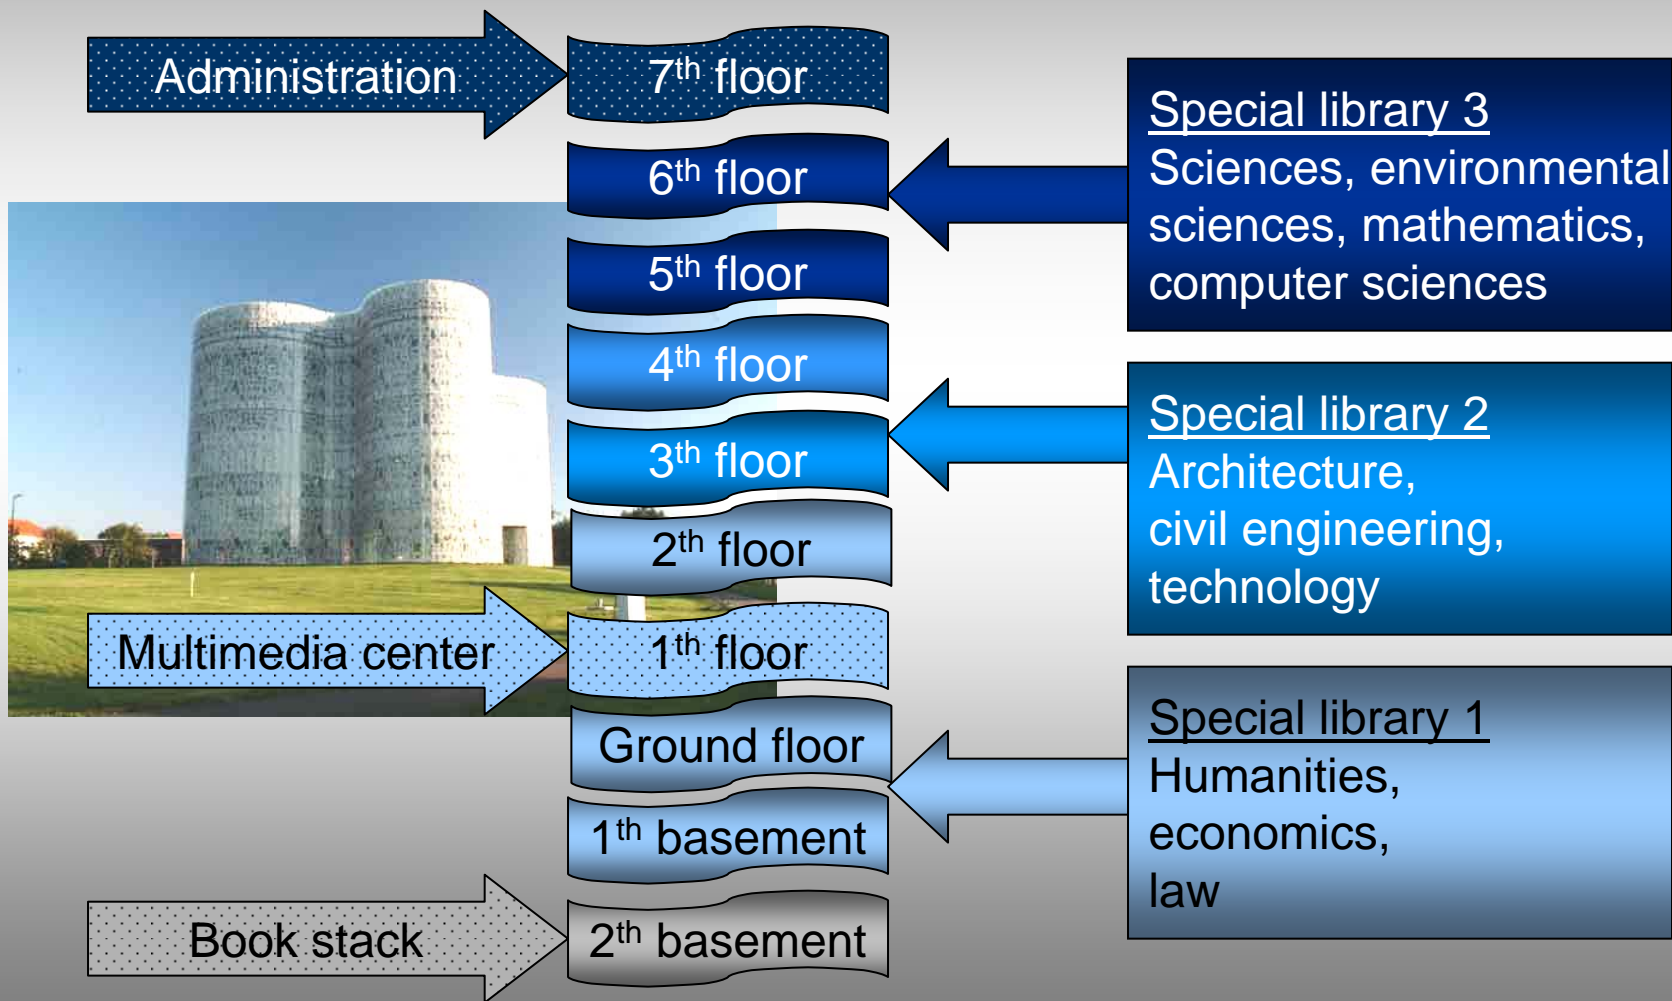 Administration
7th floor
6th floor
5th floor
4th floor
3th floor
2th floor
Multimedia center
1th floor
Ground floor
1th basement
Book stack
2th basement
Special library 3
Sciences, environmental
sciences, mathematics,
computer sciences
Special library 2
Architecture,
civil engineering,
technology
Special library 1
Humanities,
economics,
law